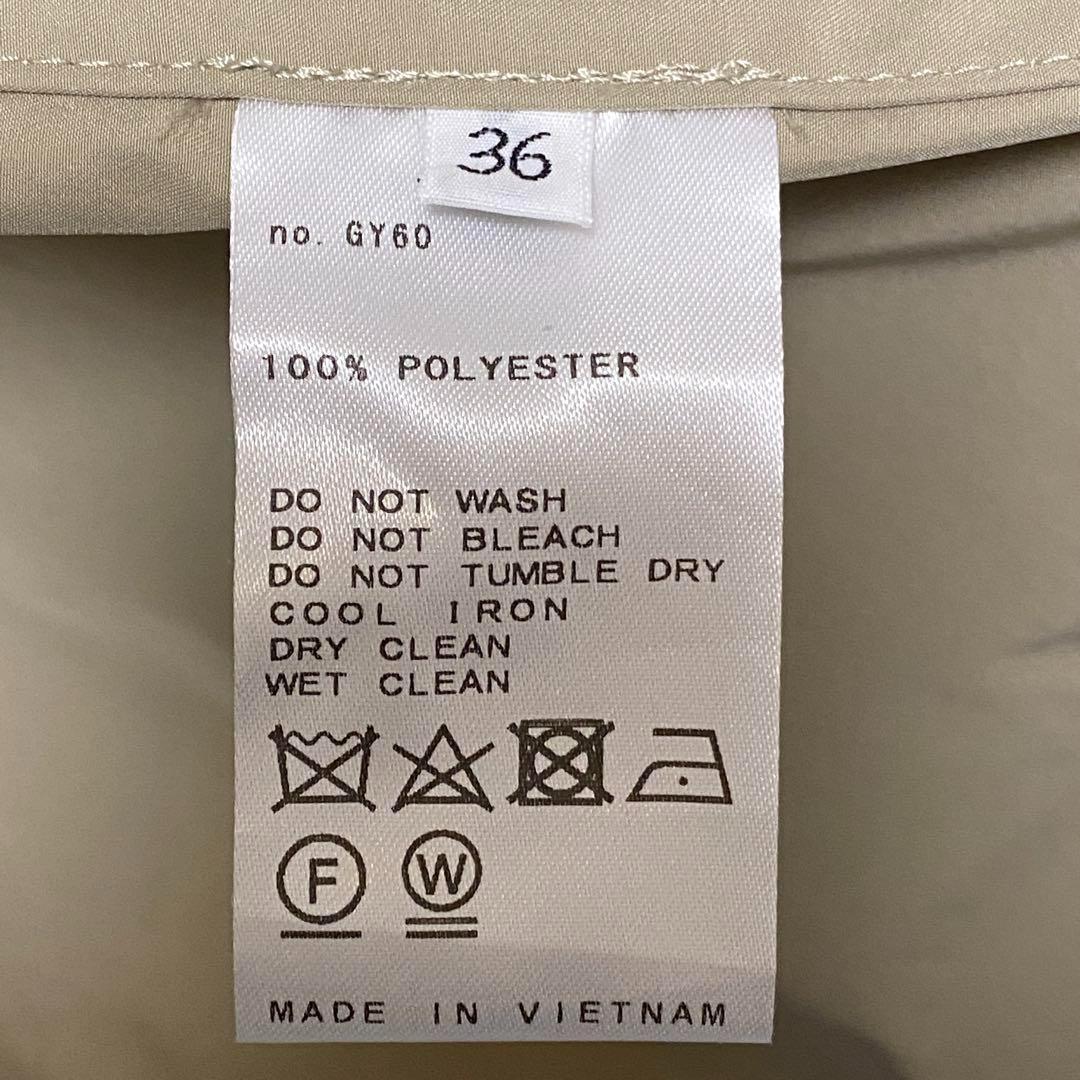 36
no. GY60
100% POLYESTER
DO NOT WASH
DO NOT BLEACH
DO NOT TUMBLE DRY
COOL IRON
DRY CLEAN
WET CLEAN
F W
MADE IN VIETNAM